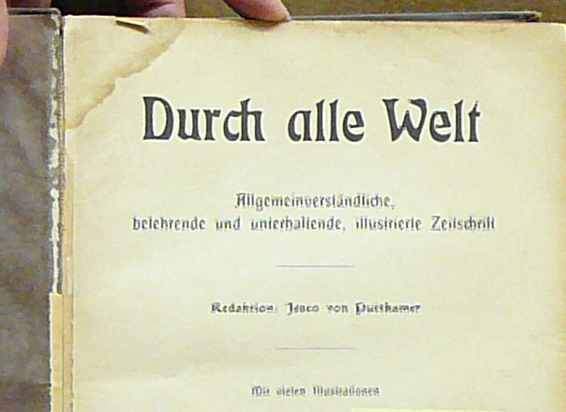 Durch alle Welt
Allgemeinverständliche,
belehrende und unterhaltende, illustrierte Zeitschrift
Redaktion: Jesco von Puttkamer
Mit vielen Illustrationen